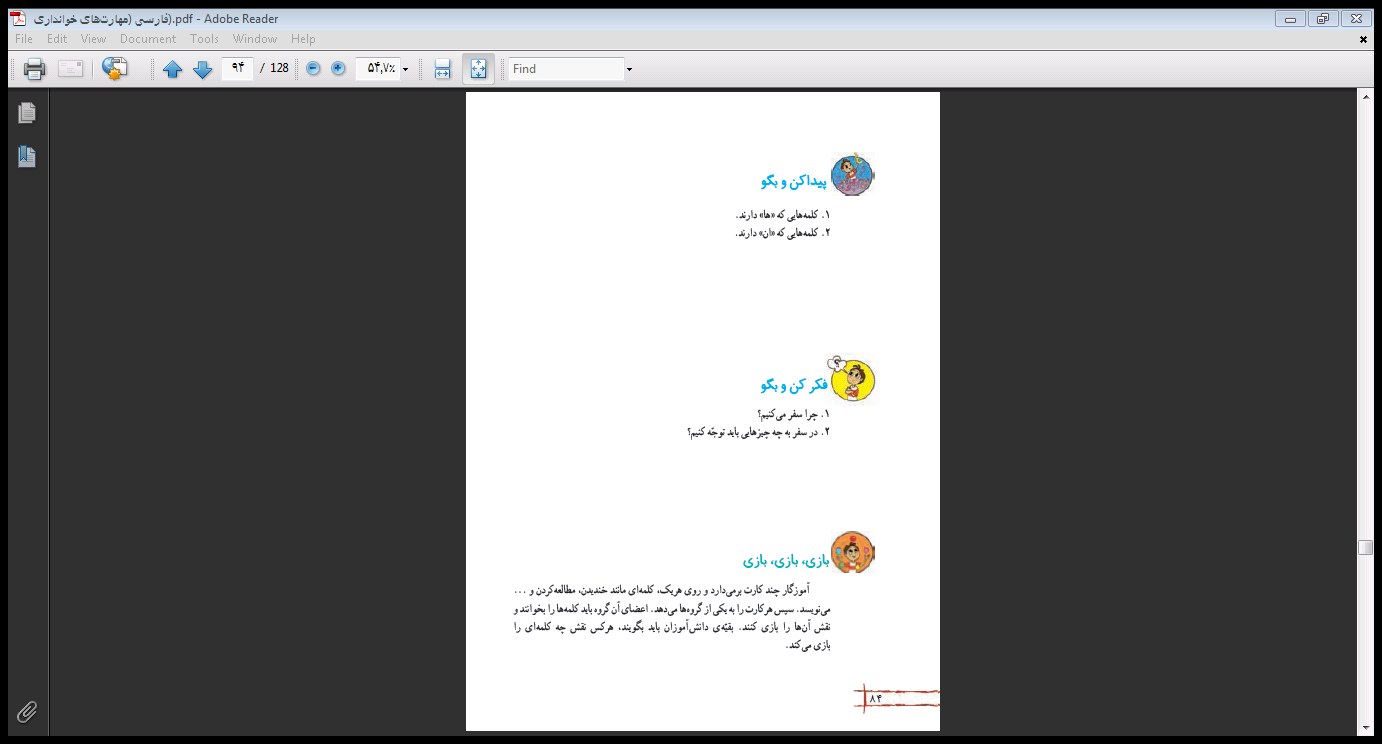 فارسی (مهارت‌های خوانداری).pdf - Adobe Reader
File Edit View Document Tools Window Help
۹۴ / 128 ۵۴٫۷٪ Find
پیداکن و بگو
۱. کلمه‌هایی که «ها» دارند.
۲. کلمه‌هایی که «ان» دارند.
فکر کن و بگو
۱. چرا سفر می‌کنیم؟
۲. در سفر به چه چیزهایی باید توجّه کنیم؟
بازی، بازی، بازی
آموزگار چند کارت برمی‌دارد و روی هریک، کلمه‌ای مانند خندیدن، مطالعه‌کردن و ...
می‌نویسد. سپس هرکارت را به یکی از گروه‌ها می‌دهد. اعضای آن گروه باید کلمه‌ها را بخوانند و
نقش آن‌ها را بازی کنند. بقیّه‌ی دانش‌آموزان باید بگویند، هرکس نقش چه کلمه‌ای را
بازی می‌کند.
۸۴